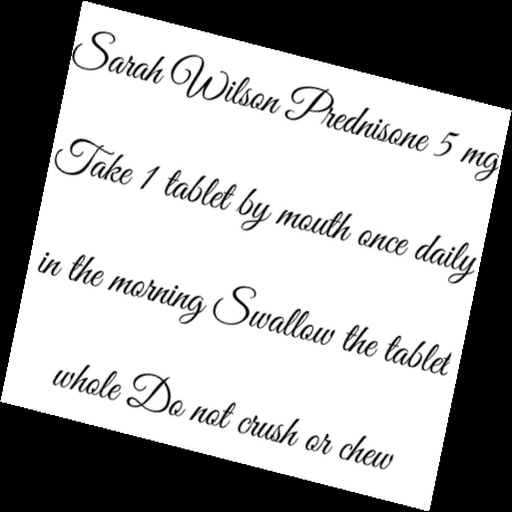 Sarah Wilson Prednisone 5 mg
Take 1 tablet by mouth once daily
in the morning Swallow the tablet
whole Do not crush or chew